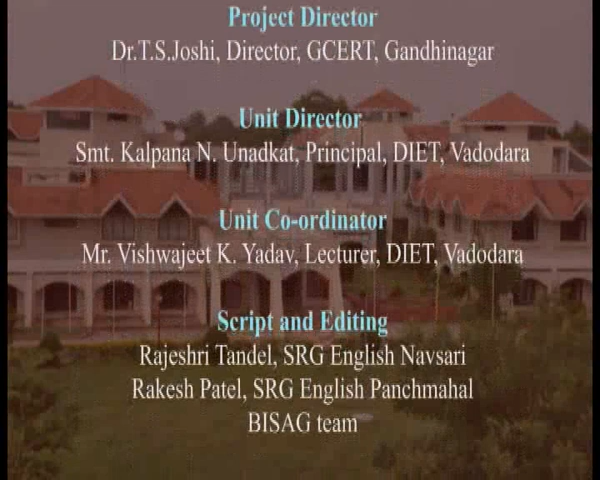 Project Director
Dr.T.S.Joshi, Director, GCERT, Gandhinagar
Unit Director
Smt. Kalpana N. Unadkat, Principal, DIET, Vadodara
Unit Co-ordinator
Mr. Vishwajeet K. Yadav, Lecturer, DIET, Vadodara
Script and Editing
Rajeshri Tandel, SRG English Navsari
Rakesh Patel, SRG English Panchmahal
BISAG team